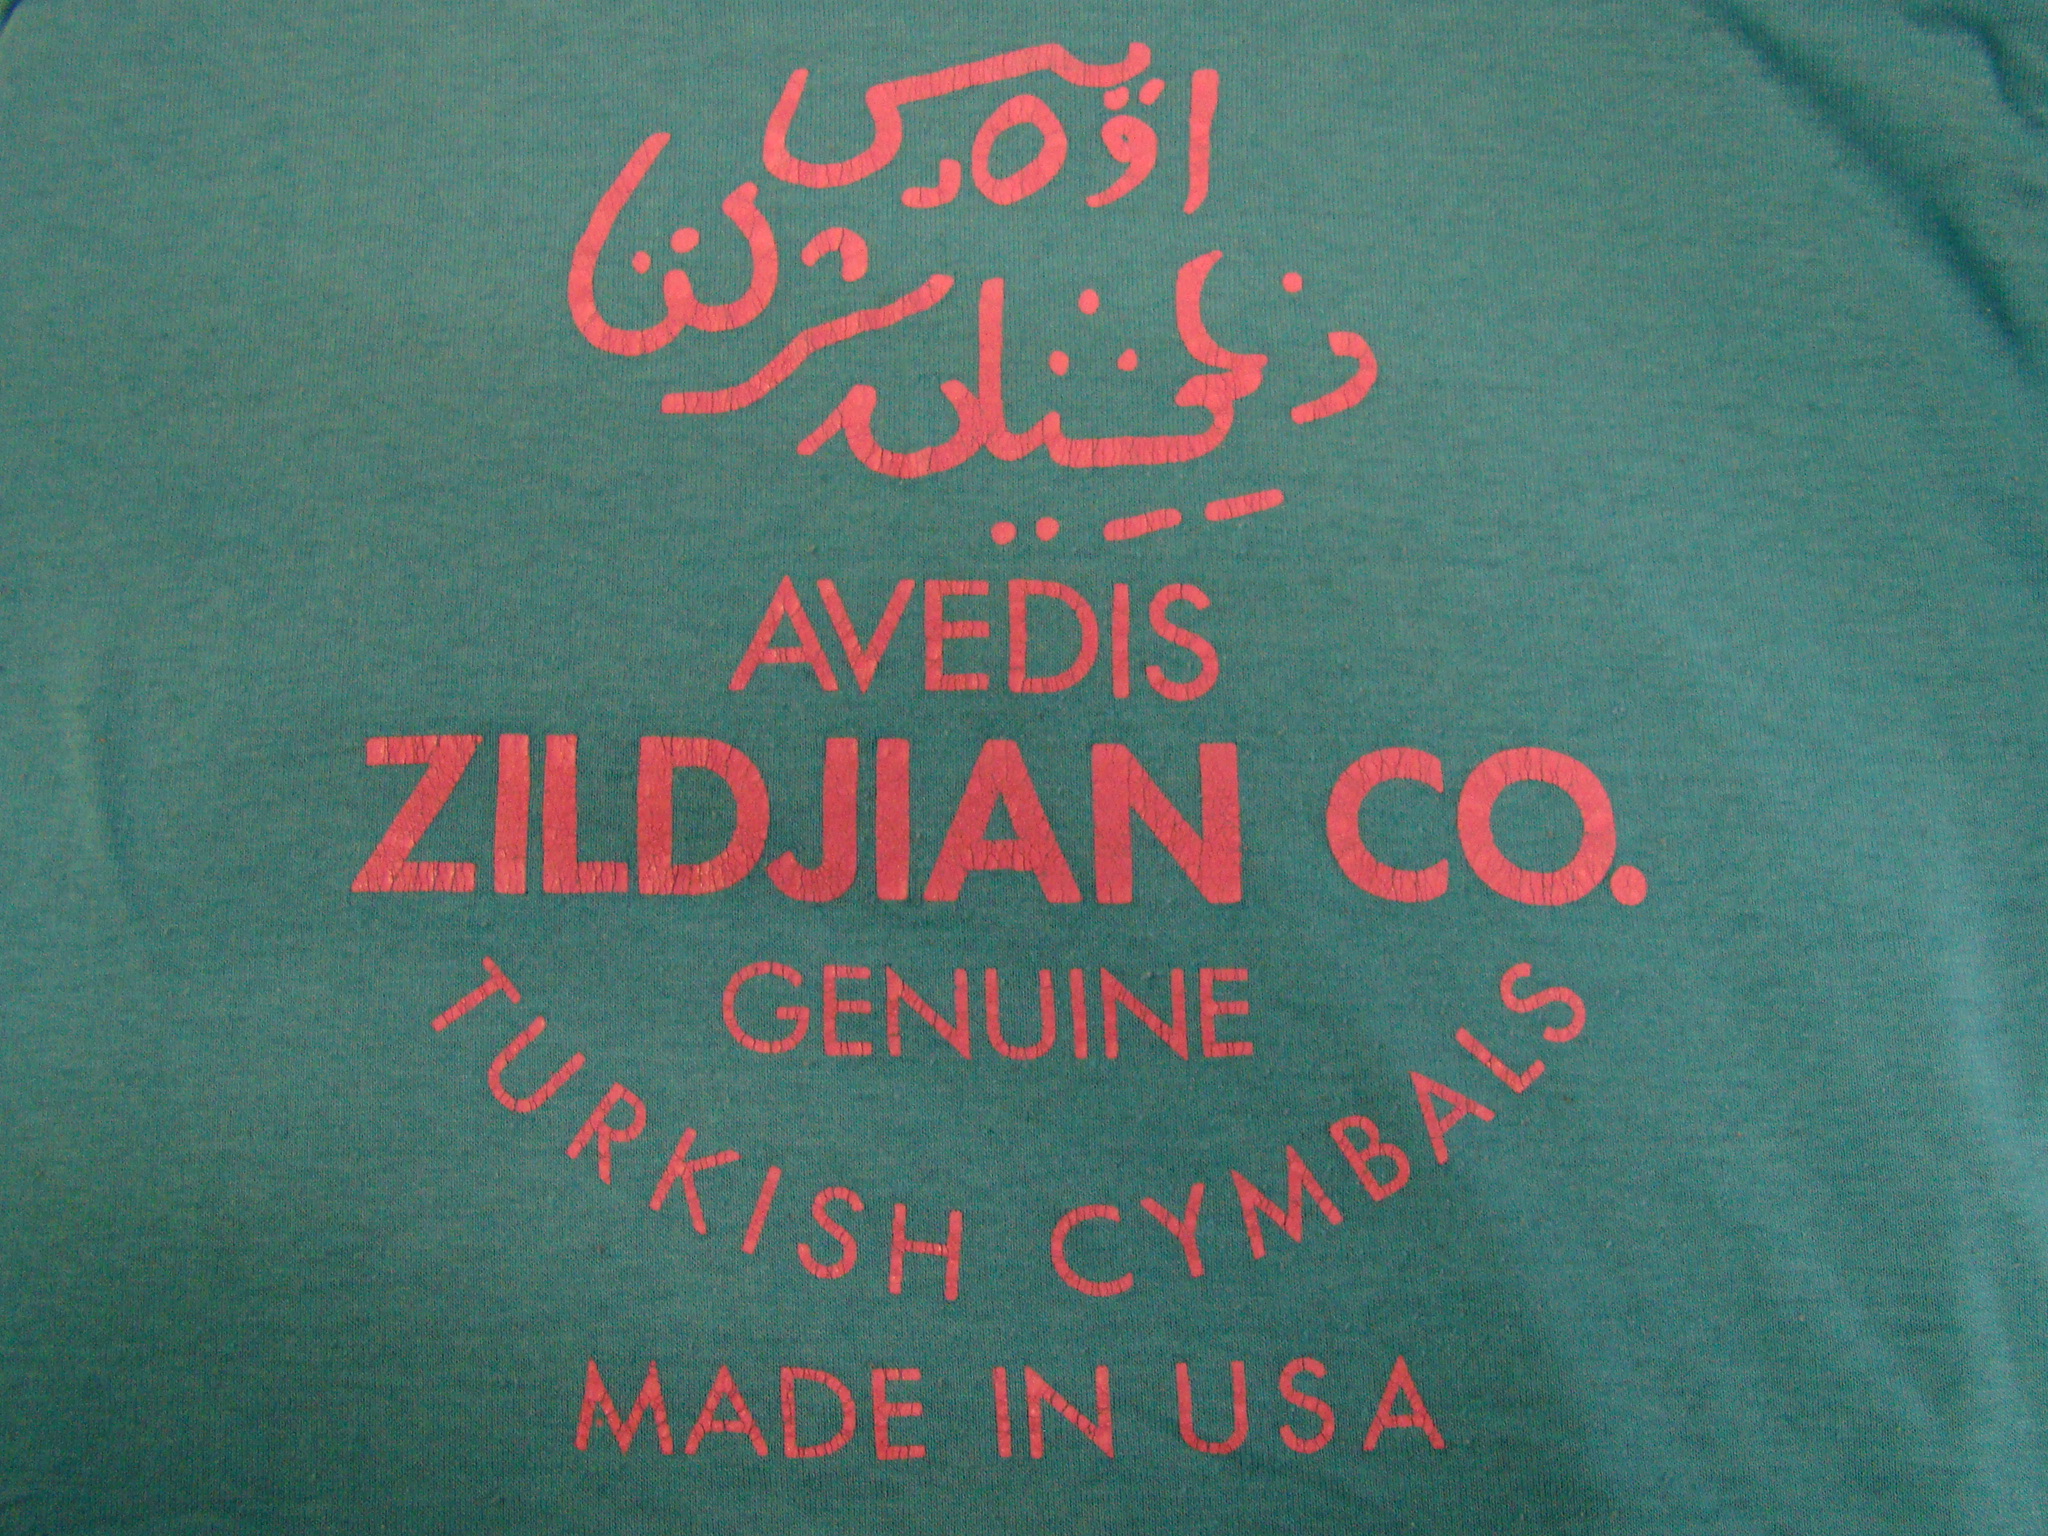 AVEDIS
ZILDJIAN CO.
GENUINE
TURKISH CYMBALS
MADE IN USA